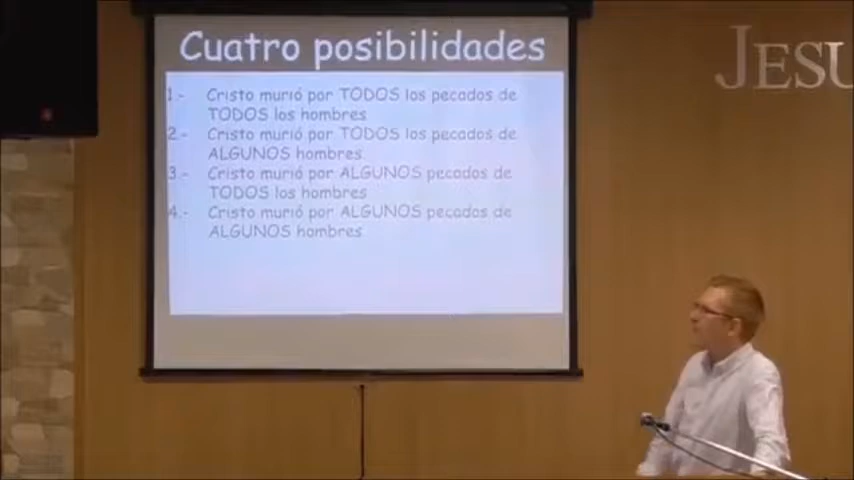 Cuatro posibilidades
JESU
1.- Cristo murió por TODOS los pecados de
TODOS los hombres
2.- Cristo murió por TODOS los pecados de
ALGUNOS hombres
3.- Cristo murió por ALGUNOS pecados de
TODOS los hombres
4.- Cristo murió por ALGUNOS pecados de
ALGUNOS hombres